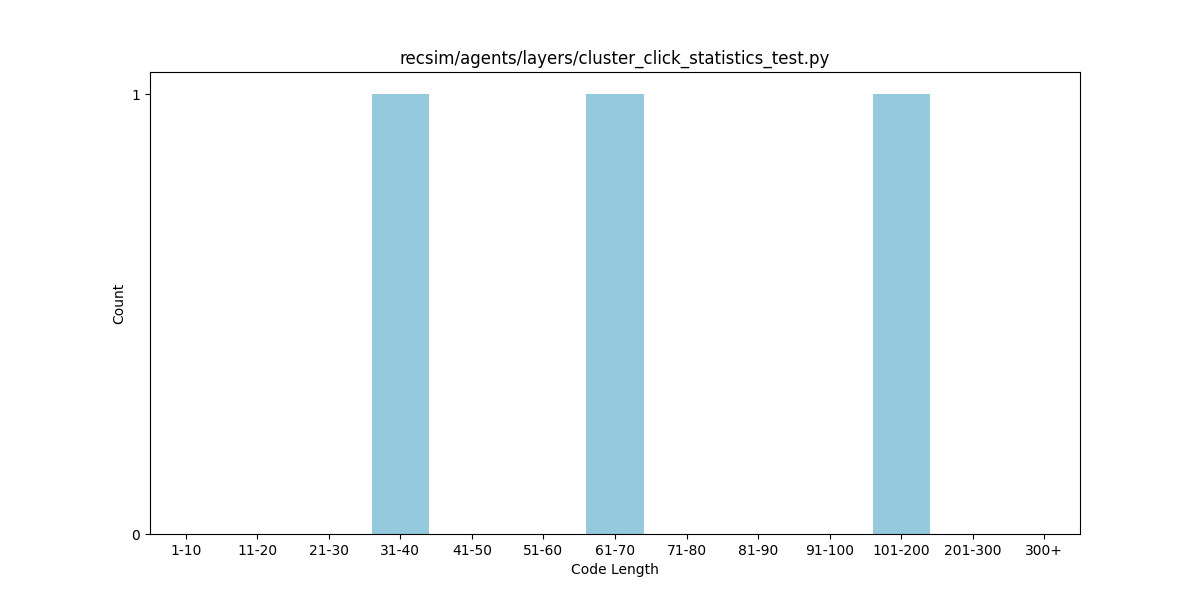 recsim/agents/layers/cluster_click_statistics_test.py
1
Count
0
1-10 11-20 21-30 31-40 41-50 51-60 61-70 71-80 81-90 91-100 101-200 201-300 300+
Code Length